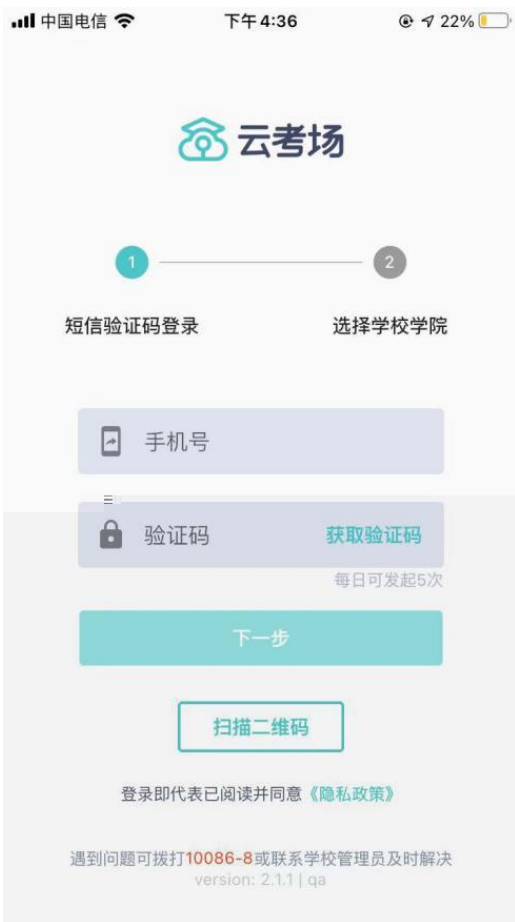 中国电信 下午4:36 22%
云考场
1 2
短信验证码登录 选择学校学院
手机号
验证码 获取验证码
每日可发起5次
下一步
扫描二维码
登录即代表已阅读并同意《隐私政策》
遇到问题可拨打10086-8或联系学校管理员及时解决
version: 2.1.1 | qa